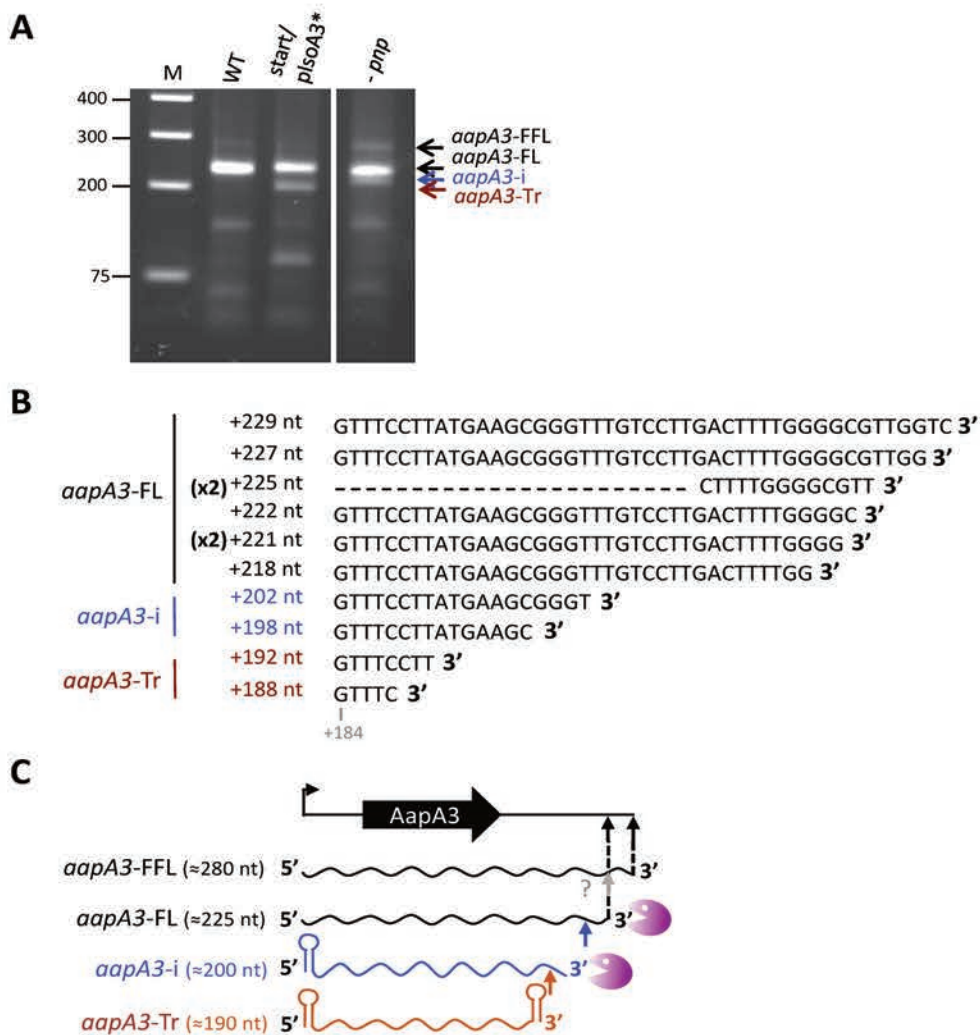 A
M
WT
start/
pIsoA3*
- pnp
400
300
200
75
aapA3-FFL
aapA3-FL
aapA3-i
aapA3-Tr
B
aapA3-FL
+229 nt GTTTCCTTATGAAGCGGGTTTGTCCTTGACTTTTGGGGCGTTGGTC 3’
+227 nt GTTTCCTTATGAAGCGGGTTTGTCCTTGACTTTTGGGGCGTTGG 3’
(x2) +225 nt CTTTTGGGGCGTT 3’
+222 nt GTTTCCTTATGAAGCGGGTTTGTCCTTGACTTTTGGGGC 3’
(x2) +221 nt GTTTCCTTATGAAGCGGGTTTGTCCTTGACTTTTGGGG 3’
+218 nt GTTTCCTTATGAAGCGGGTTTGTCCTTGACTTTTGG 3’
aapA3-i
+202 nt GTTTCCTTATGAAGCGGGT 3’
+198 nt GTTTCCTTATGAAGC 3’
aapA3-Tr
+192 nt GTTTCCTT 3’
+188 nt GTTTC 3’
+184
C
AapA3
aapA3-FFL (≈280 nt) 5’ 3’
?
aapA3-FL (≈225 nt) 5’ 3’
aapA3-i (≈200 nt) 5’ 3’
aapA3-Tr (≈190 nt) 5’ 3’